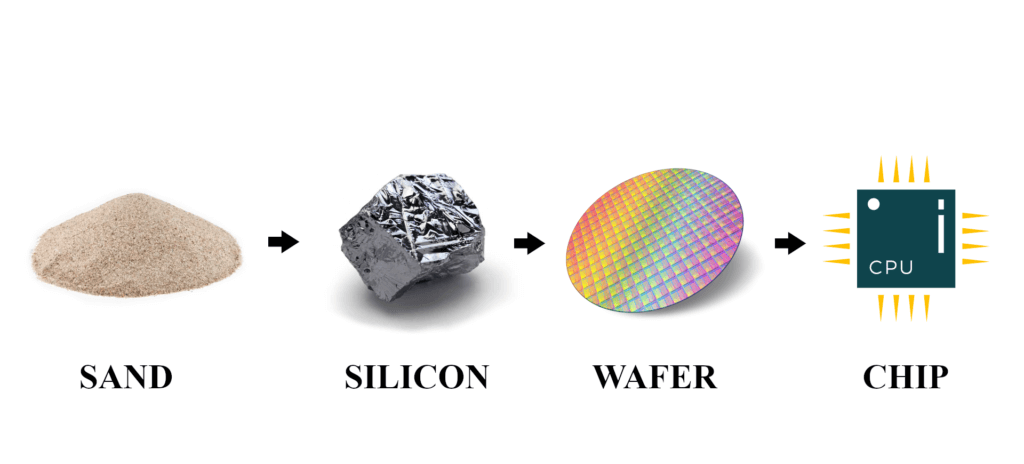 CPU
i
SAND
SILICON
WAFER
CHIP